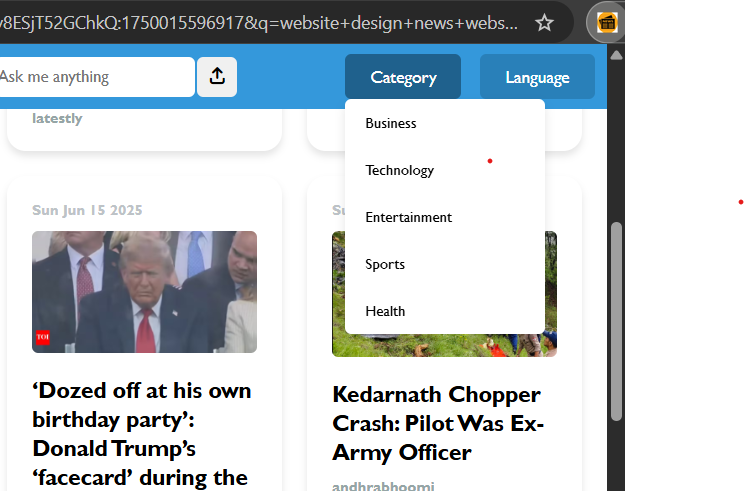 y8ESjT52GChkQ:1750015596917&q=website+design+news+webs...
Ask me anything
Category
Language
latestly
Business
Technology
Entertainment
Sports
Health
Sun Jun 15 2025
Su
TOI
‘Dozed off at his own
birthday party’:
Donald Trump’s
‘facecard’ during the
Kedarnath Chopper
Crash: Pilot Was Ex-
Army Officer
andhrabhoomi